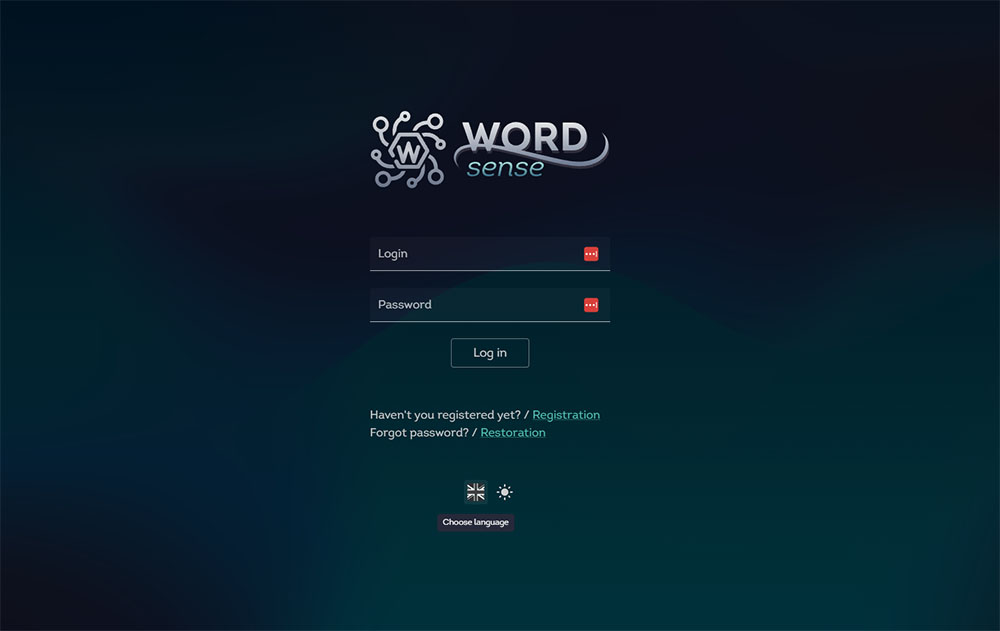 W
WORD
sense
Login
Password
Log in
Haven't you registered yet? / Registration
Forgot password? / Restoration
Choose language